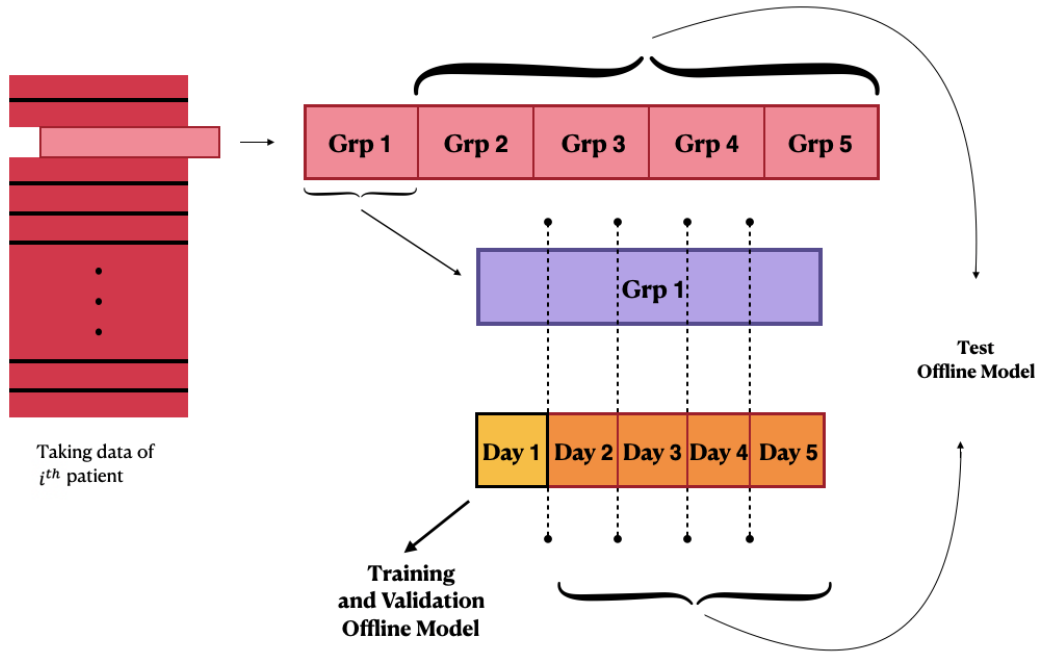 Grp 1
Grp 2
Grp 3
Grp 4
Grp 5
Grp 1
Test
Offline Model
Day 1
Day 2
Day 3
Day 4
Day 5
Taking data of
i^th patient
Training
and Validation
Offline Model